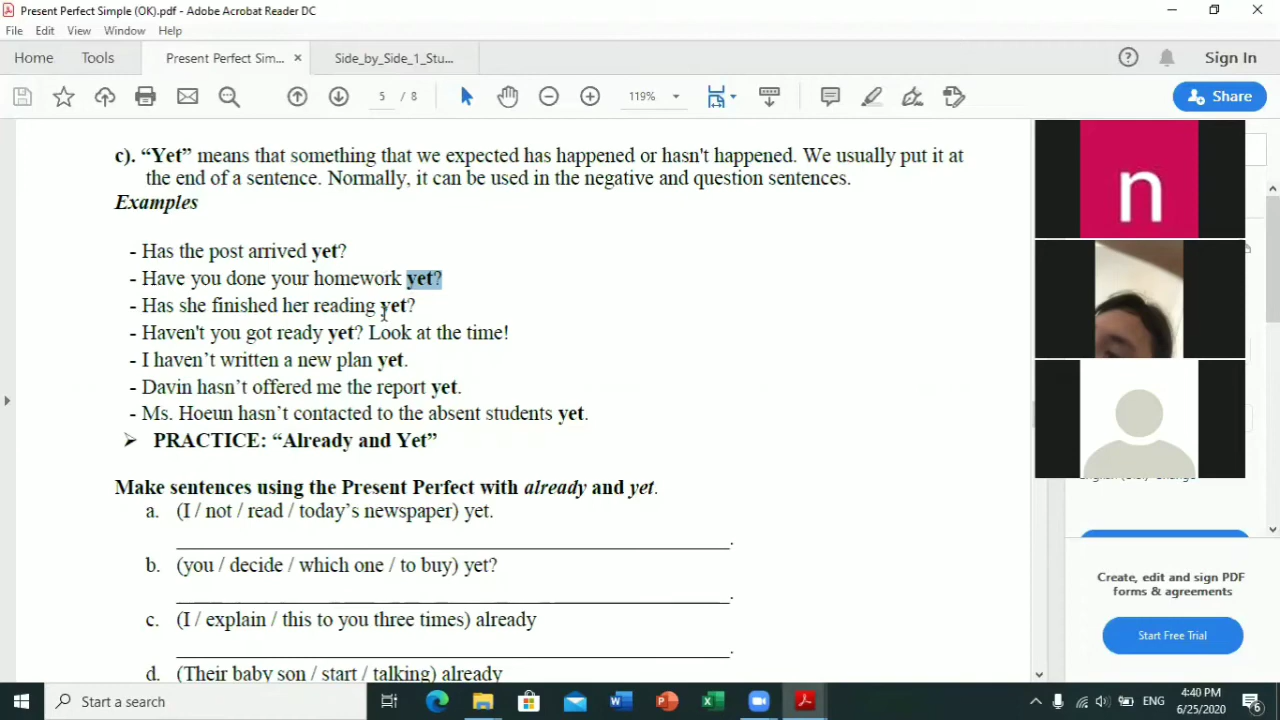 Present Perfect Simple (OK).pdf - Adobe Acrobat Reader DC
File Edit View Window Help
Home Tools Present Perfect Sim... × Side_by_Side_1_Stu... Sign In
5 / 8 119% Share
c). “Yet” means that something that we expected has happened or hasn't happened. We usually put it at
the end of a sentence. Normally, it can be used in the negative and question sentences.
Examples
- Has the post arrived yet?
- Have you done your homework yet?
- Has she finished her reading yet?
- Haven't you got ready yet? Look at the time!
- I haven’t written a new plan yet.
- Davin hasn’t offered me the report yet.
- Ms. Hoeun hasn’t contacted to the absent students yet.
➢ PRACTICE: “Already and Yet”
Make sentences using the Present Perfect with already and yet.
a. (I / not / read / today’s newspaper) yet.
b. (you / decide / which one / to buy) yet?
c. (I / explain / this to you three times) already
d. (Their baby son / start / talking) already
n
Create, edit and sign PDF
forms & agreements
Start Free Trial
Start a search
ENG
4:40 PM
6/25/2020
6